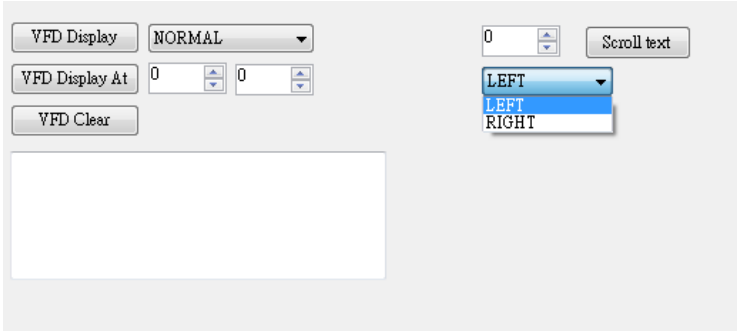 VFD Display NORMAL 0 Scroll text
VFD Display At 0 0 LEFT
LEFT
VFD Clear RIGHT